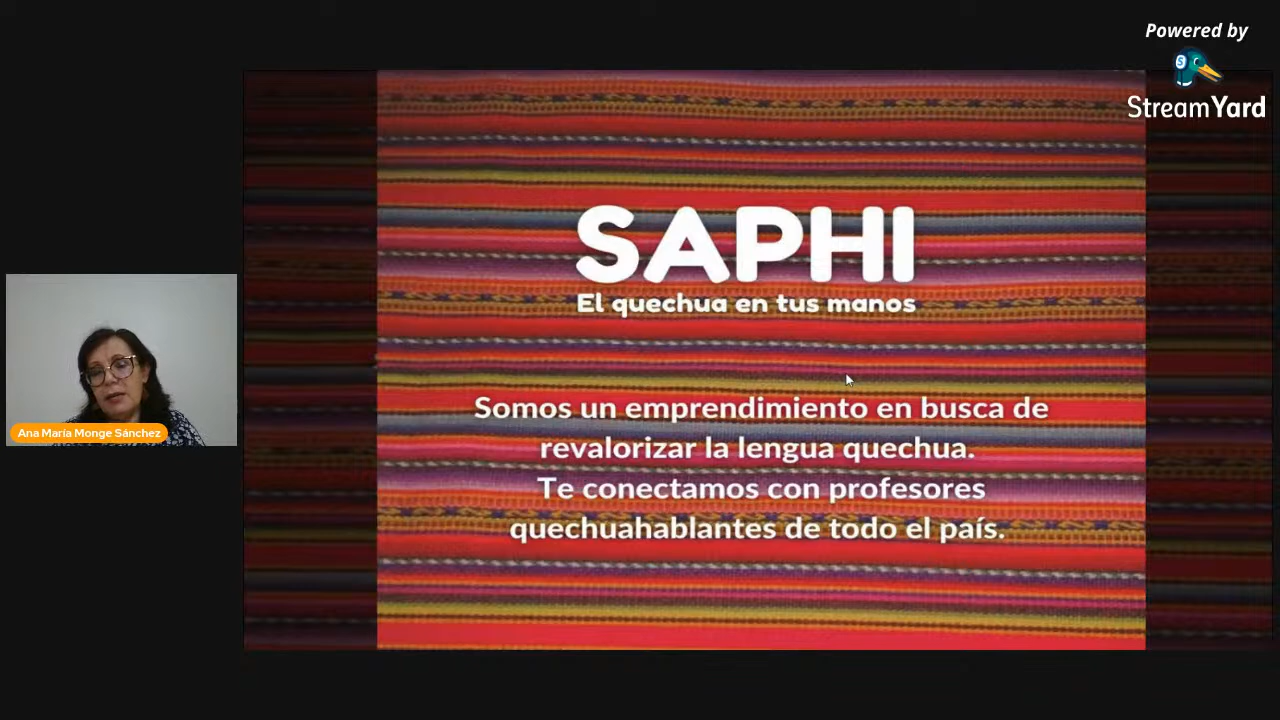 Powered by
StreamYard
SAPHI
El quechua en tus manos
Somos un emprendimiento en busca de
revalorizar la lengua quechua.
Te conectamos con profesores
quechuahablantes de todo el país.
Ana María Monge Sánchez